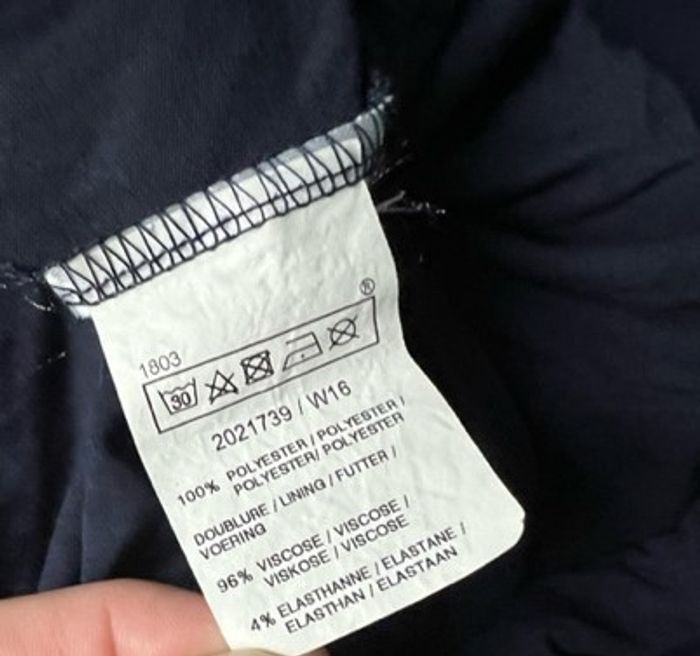 ®
1803
30
2021739 / W16
100% POLYESTER / POLYESTER /
POLYESTER/ POLYESTER
DOUBLURE / LINING / FUTTER /
VOERING
96% VISCOSE / VISCOSE /
VISKOSE / VISCOSE
4% ELASTHANNE / ELASTANE /
ELASTHAN / ELASTAAN